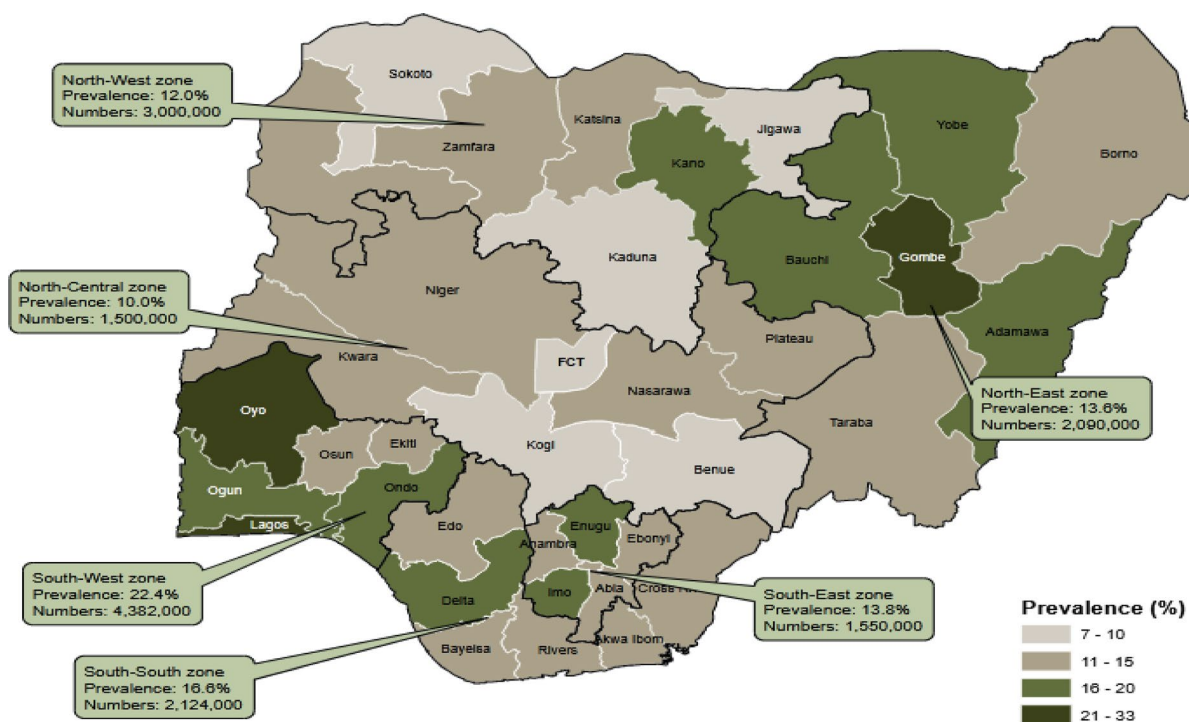 North-West zone
Prevalence: 12.0%
Numbers: 3,000,000
Sokoto
Katsina
Zamfara
Jigawa
Yobe
Kano
Borno
Kaduna
Bauchi
Gombe
North-Central zone
Prevalence: 10.0%
Numbers: 1,500,000
Niger
Adamawa
Plateau
Kwara
FCT
Nasarawa
North-East zone
Prevalence: 13.6%
Numbers: 2,090,000
Oyo
Taraba
Ekiti
Osun
Kogi
Benue
Ogun
Ondo
Lagos
Edo
Enugu
Anambra
Ebonyi
South-West zone
Prevalence: 22.4%
Numbers: 4,382,000
Delta
Imo
Abia
South-East zone
Prevalence: 13.8%
Numbers: 1,550,000
Bayelsa
Rivers
Akwa Ibom
South-South zone
Prevalence: 16.6%
Numbers: 2,124,000
Prevalence (%)
7 - 10
11 - 15
16 - 20
21 - 33